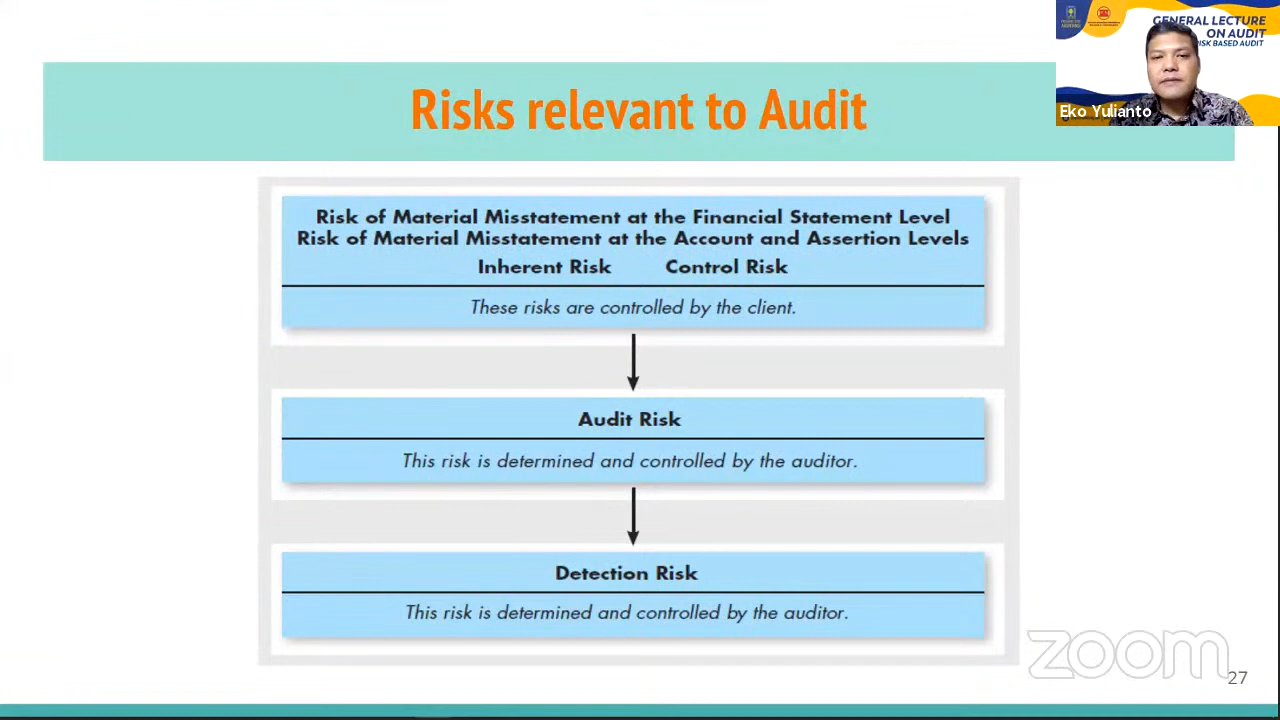 GENERAL LECTURE
ON AUDIT
RISK BASED AUDIT
Eko Yulianto
Risks relevant to Audit
Risk of Material Misstatement at the Financial Statement Level
Risk of Material Misstatement at the Account and Assertion Levels
Inherent Risk Control Risk
These risks are controlled by the client.
Audit Risk
This risk is determined and controlled by the auditor.
Detection Risk
This risk is determined and controlled by the auditor.
zoom
27